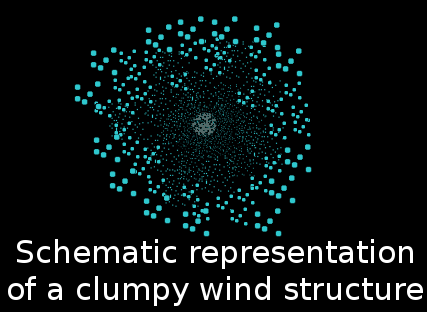 Schematic representation
of a clumpy wind structure